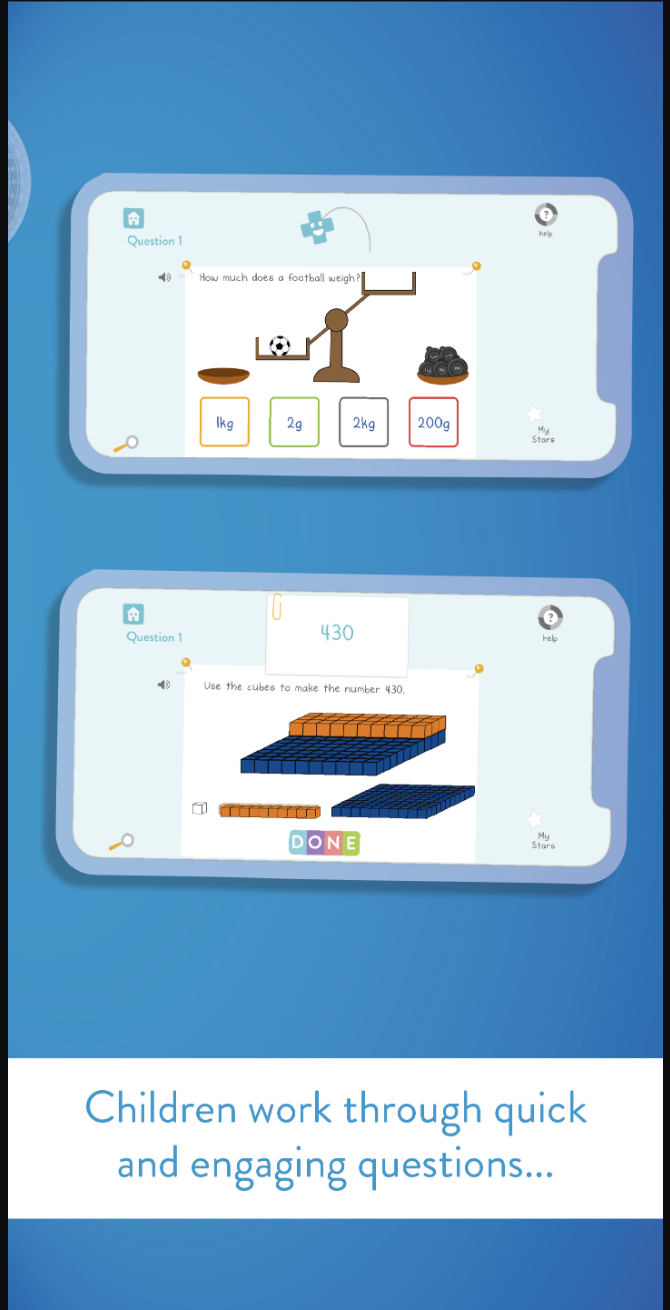 Question 1
help
How much does a football weigh?
1kg
2g
2kg
200g
My
Stars
430
Question 1
help
Use the cubes to make the number 430.
DONE
My
Stars
Children work through quick
and engaging questions...